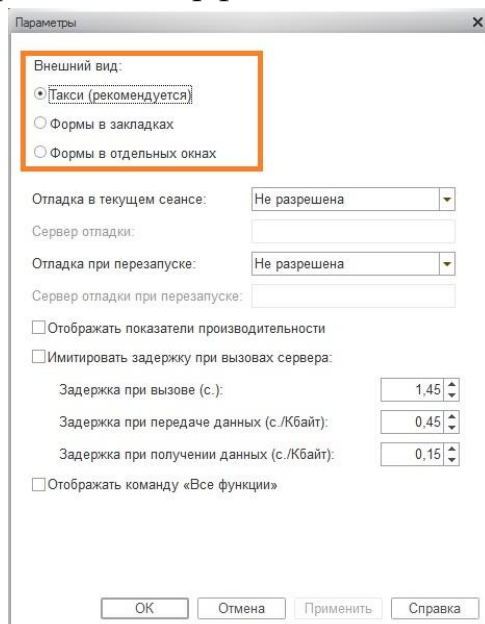 Параметры
Внешний вид:
Такси (рекомендуется)
Формы в закладках
Формы в отдельных окнах
Отладка в текущем сеансе: Не разрешена
Сервер отладки:
Отладка при перезапуске: Не разрешена
Сервер отладки при перезапуске:
Отображать показатели производительности
Имитировать задержку при вызовах сервера:
Задержка при вызове (с.): 1,45
Задержка при передаче данных (с./Кбайт): 0,45
Задержка при получении данных (с./Кбайт): 0,15
Отображать команду «Все функции»
ОК Отмена Применить Справка